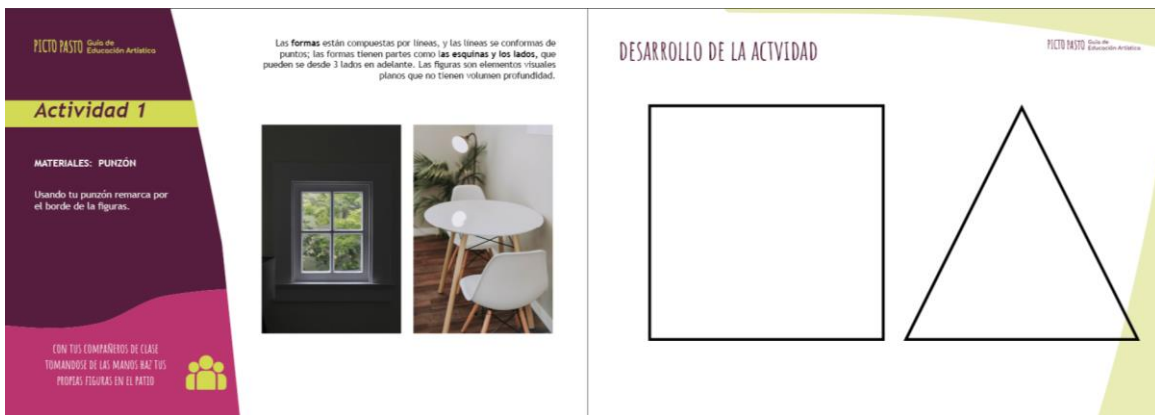 PICTO PASTO Guía de
Educación Artística
Actividad 1
MATERIALES: PUNZÓN
Usando tu punzón remarca por
el borde de la figuras.
CON TUS COMPAÑEROS DE CLASE
TOMANDOSE DE LAS MANOS HAZ TUS
PROPIAS FIGURAS EN EL PATIO
Las formas están compuestas por líneas, y las líneas se conformas de
puntos; las formas tienen partes como las esquinas y los lados, que
pueden se desde 3 lados en adelante. Las figuras son elementos visuales
planos que no tienen volumen profundidad.
DESARROLLO DE LA ACTVIDAD
PICTO PASTO Guía de
Educación Artística